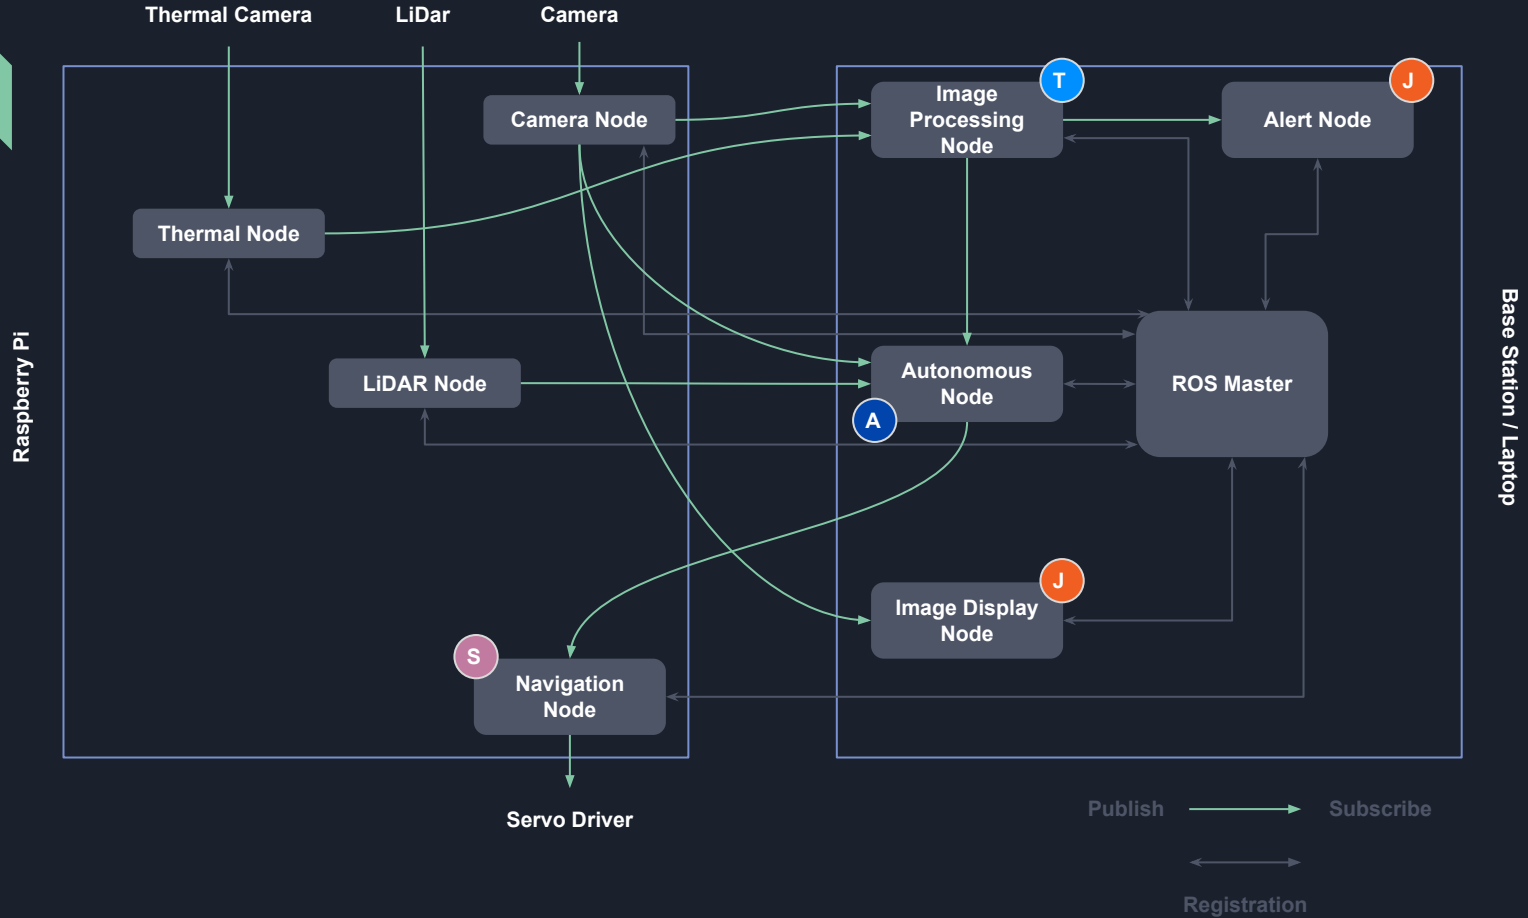 Thermal Camera
LiDar
Camera
Camera Node
Image
Processing
Node
T
Alert Node
J
Thermal Node
Raspberry Pi
Base Station / Laptop
LiDAR Node
Autonomous
Node
A
ROS Master
Image Display
Node
J
S
Navigation
Node
Servo Driver
Publish
Subscribe
Registration